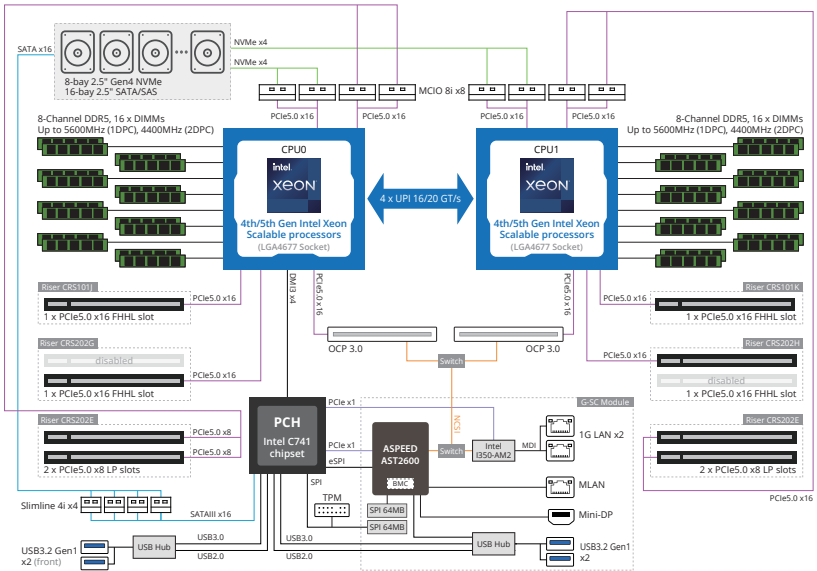 SATA x16
NVMe x4
NVMe x4
8-bay 2.5" Gen4 NVMe
16-bay 2.5" SATA/SAS
MCIO 8i x8
PCIe5.0 x16
PCIe5.0 x16
PCIe5.0 x16
PCIe5.0 x16
8-Channel DDR5, 16 x DIMMs
Up to 5600MHz (1DPC), 4400MHz (2DPC)
8-Channel DDR5, 16 x DIMMs
Up to 5600MHz (1DPC), 4400MHz (2DPC)
CPU0
intel
XEON
4th/5th Gen Intel Xeon
Scalable processors
(LGA4677 Socket)
4 x UPI 16/20 GT/s
CPU1
intel
XEON
4th/5th Gen Intel Xeon
Scalable processors
(LGA4677 Socket)
DMI3 x4
PCIe5.0 x16
PCIe5.0 x16
Riser CRS101J
PCIe5.0 x16
1 x PCIe5.0 x16 FHHL slot
Riser CRS101K
PCIe5.0 x16
1 x PCIe5.0 x16 FHHL slot
OCP 3.0
OCP 3.0
Riser CRS202G
disabled
PCIe5.0 x16
1 x PCIe5.0 x16 FHHL slot
Riser CRS202H
PCIe5.0 x16
disabled
1 x PCIe5.0 x16 FHHL slot
Switch
Riser CRS202E
PCIe5.0 x8
PCIe5.0 x8
2 x PCIe5.0 x8 LP slots
PCH
Intel C741
chipset
PCIe x1
PCIe x1
eSPI
SPI
NCSI
G-SC Module
ASPEED
AST2600
BMC
Switch
Intel
I350-AM2
MDI
1G LAN x2
MLAN
Mini-DP
Riser CRS202E
2 x PCIe5.0 x8 LP slots
PCIe5.0 x16
Slimline 4i x4
SATAIII x16
TPM
SPI 64MB
SPI 64MB
USB3.2 Gen1
x2 (front)
USB Hub
USB3.0
USB2.0
USB3.0
USB2.0
USB Hub
USB3.2 Gen1
x2